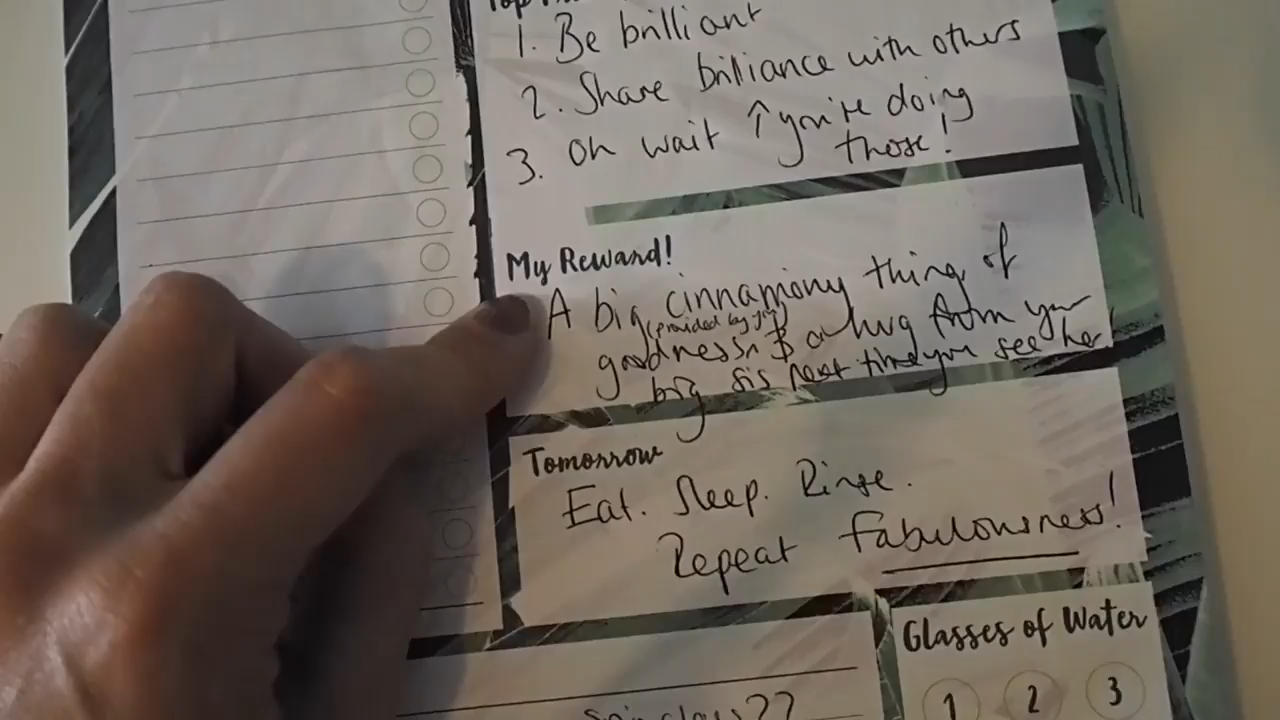 Top
1. Be brilliant
2. Share brilliance with others
3. Oh wait ↑ you're doing
those!
My Reward!
A big cinnamony thing of
(provided by
goodness & a hug from your
big sis next time you see her!
Tomorrow
Eat. Sleep. Rinse.
Repeat fabulousness!
Glasses of Water
1 2 3